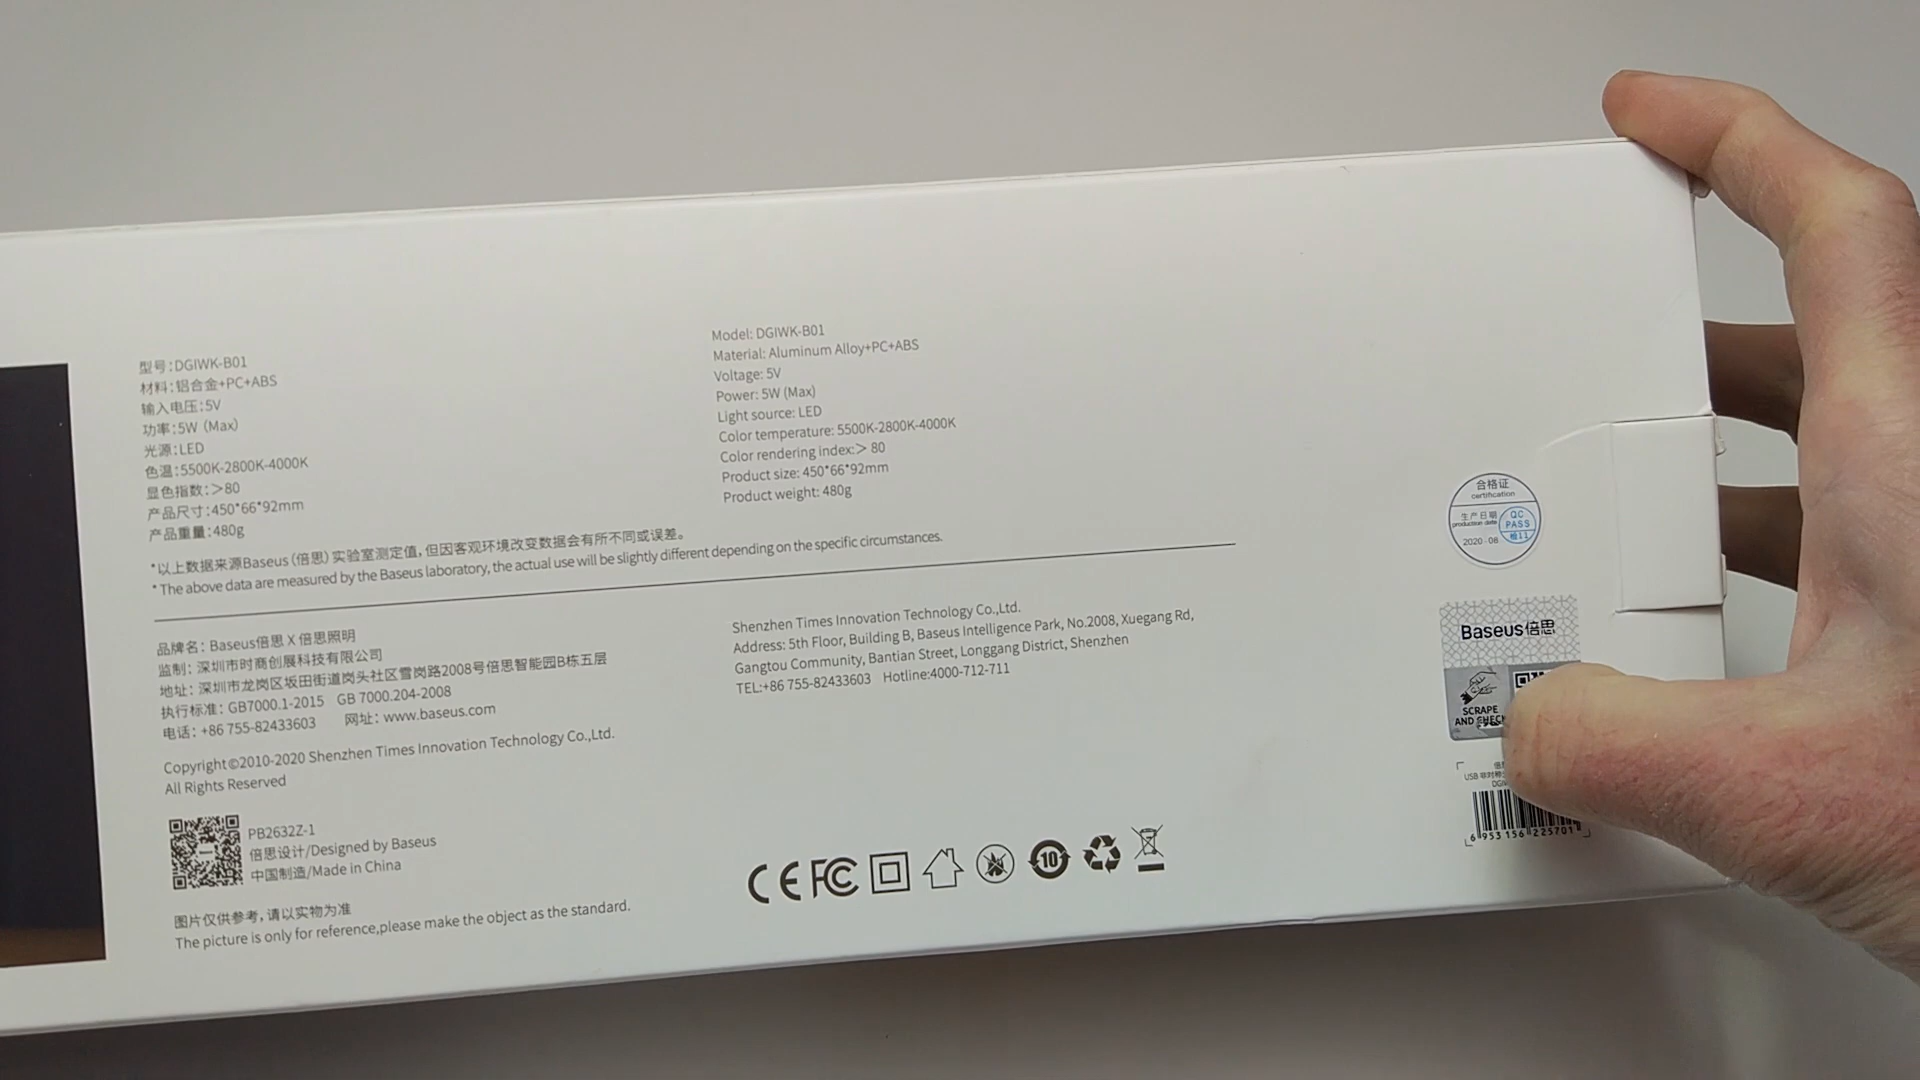 型号:DGIWK-B01
材料:铝合金+PC+ABS
输入电压:5V
功率:5W (Max)
光源:LED
色温:5500K-2800K-4000K
显色指数:>80
产品尺寸:450*66*92mm
产品重量:480g
Model: DGIWK-B01
Material: Aluminum Alloy+PC+ABS
Voltage: 5V
Power: 5W (Max)
Light source: LED
Color temperature: 5500K-2800K-4000K
Color rendering index:> 80
Product size: 450*66*92mm
Product weight: 480g
*以上数据来源Baseus(倍思)实验室测定值,但因客观环境改变数据会有所不同或误差。
* The above data are measured by the Baseus laboratory, the actual use will be slightly different depending on the specific circumstances.
品牌名: Baseus倍思 X 倍思照明
监制: 深圳市时商创展科技有限公司
地址: 深圳市龙岗区坂田街道岗头社区雪岗路2008号倍思智能园B栋五层
执行标准: GB7000.1-2015 GB 7000.204-2008
电话: +86 755-82433603 网址: www.baseus.com
Copyright©2010-2020 Shenzhen Times Innovation Technology Co.,Ltd.
All Rights Reserved
Shenzhen Times Innovation Technology Co.,Ltd.
Address: 5th Floor, Building B, Baseus Intelligence Park, No.2008, Xuegang Rd,
Gangtou Community, Bantian Street, Longgang District, Shenzhen
TEL:+86 755-82433603 Hotline:4000-712-711
PB2632Z-1
倍思设计/Designed by Baseus
中国制造/Made in China
图片仅供参考,请以实物为准
The picture is only for reference,please make the object as the standard.
CE FC 10
合格证
certification
生产日期
production date
2020-08
QC
PASS
检11
Baseus倍思
SCRAPE
AND CHECK
USB
6 953156 225701